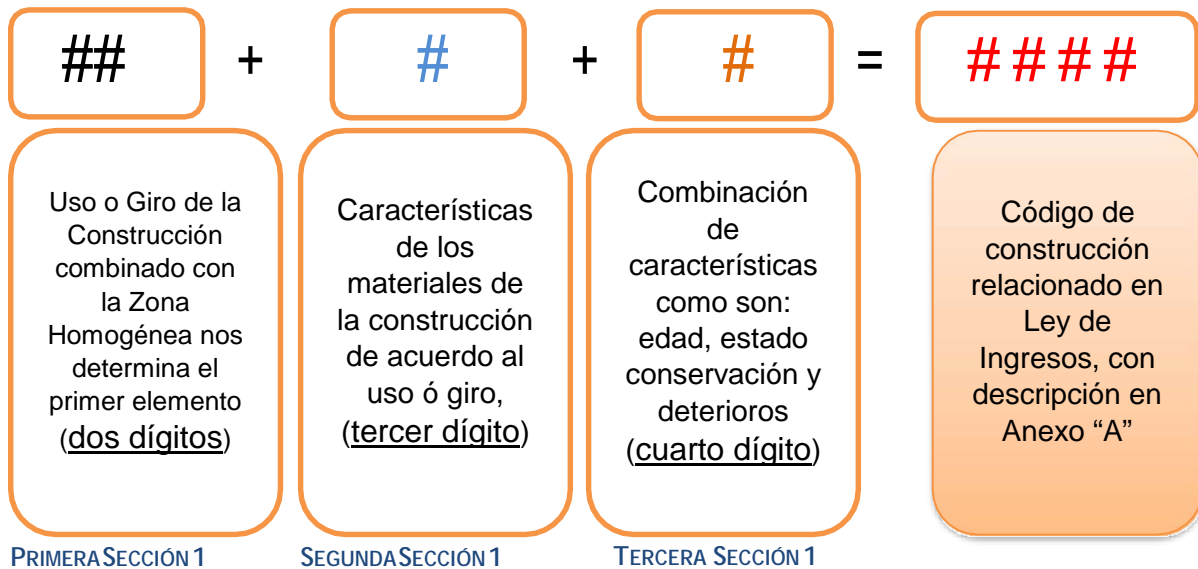 ## + # + # = # # # #
Uso o Giro de la
Construcción
combinado con
la Zona
Homogénea nos
determina el
primer elemento
(dos dígitos)
Características
de los
materiales de
la construcción
de acuerdo al
uso ó giro,
(tercer dígito)
Combinación
de
características
como son:
edad, estado
conservación y
deterioros
(cuarto dígito)
Código de
construcción
relacionado en
Ley de
Ingresos, con
descripción en
Anexo “A”
PRIMERA SECCIÓN 1
SEGUNDA SECCIÓN 1
TERCERA SECCIÓN 1